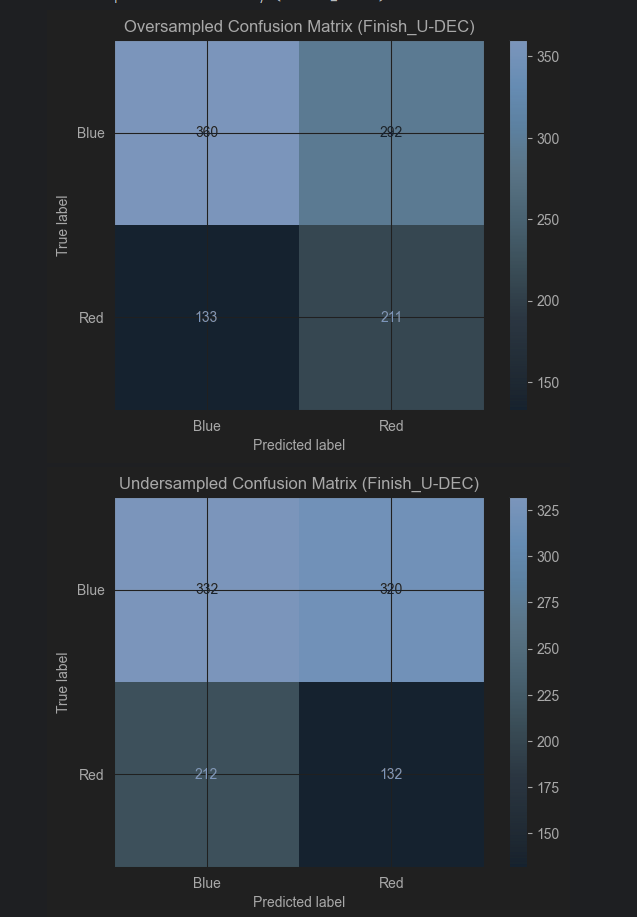 Oversampled Confusion Matrix (Finish_U-DEC)
350
Blue 360 292
300
250
True label
200
Red 133 211
150
Blue Red
Predicted label
Undersampled Confusion Matrix (Finish_U-DEC)
325
Blue 332 320
300
275
250
True label
225
200
Red 212 132
175
150
Blue Red
Predicted label